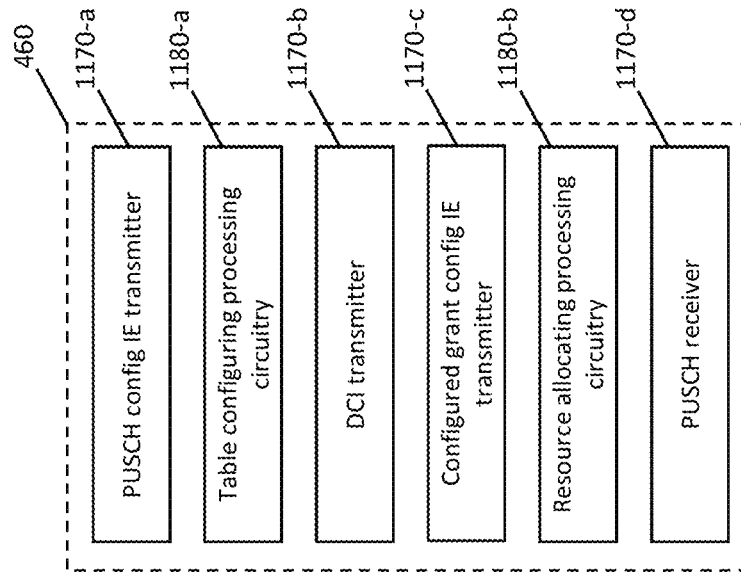 460
1170-a
PUSCH config IE transmitter
1180-a
Table configuring processing
circuitry
1170-b
DCI transmitter
1170-c
Configured grant config IE
transmitter
1180-b
Resource allocating processing
circuitry
1170-d
PUSCH receiver